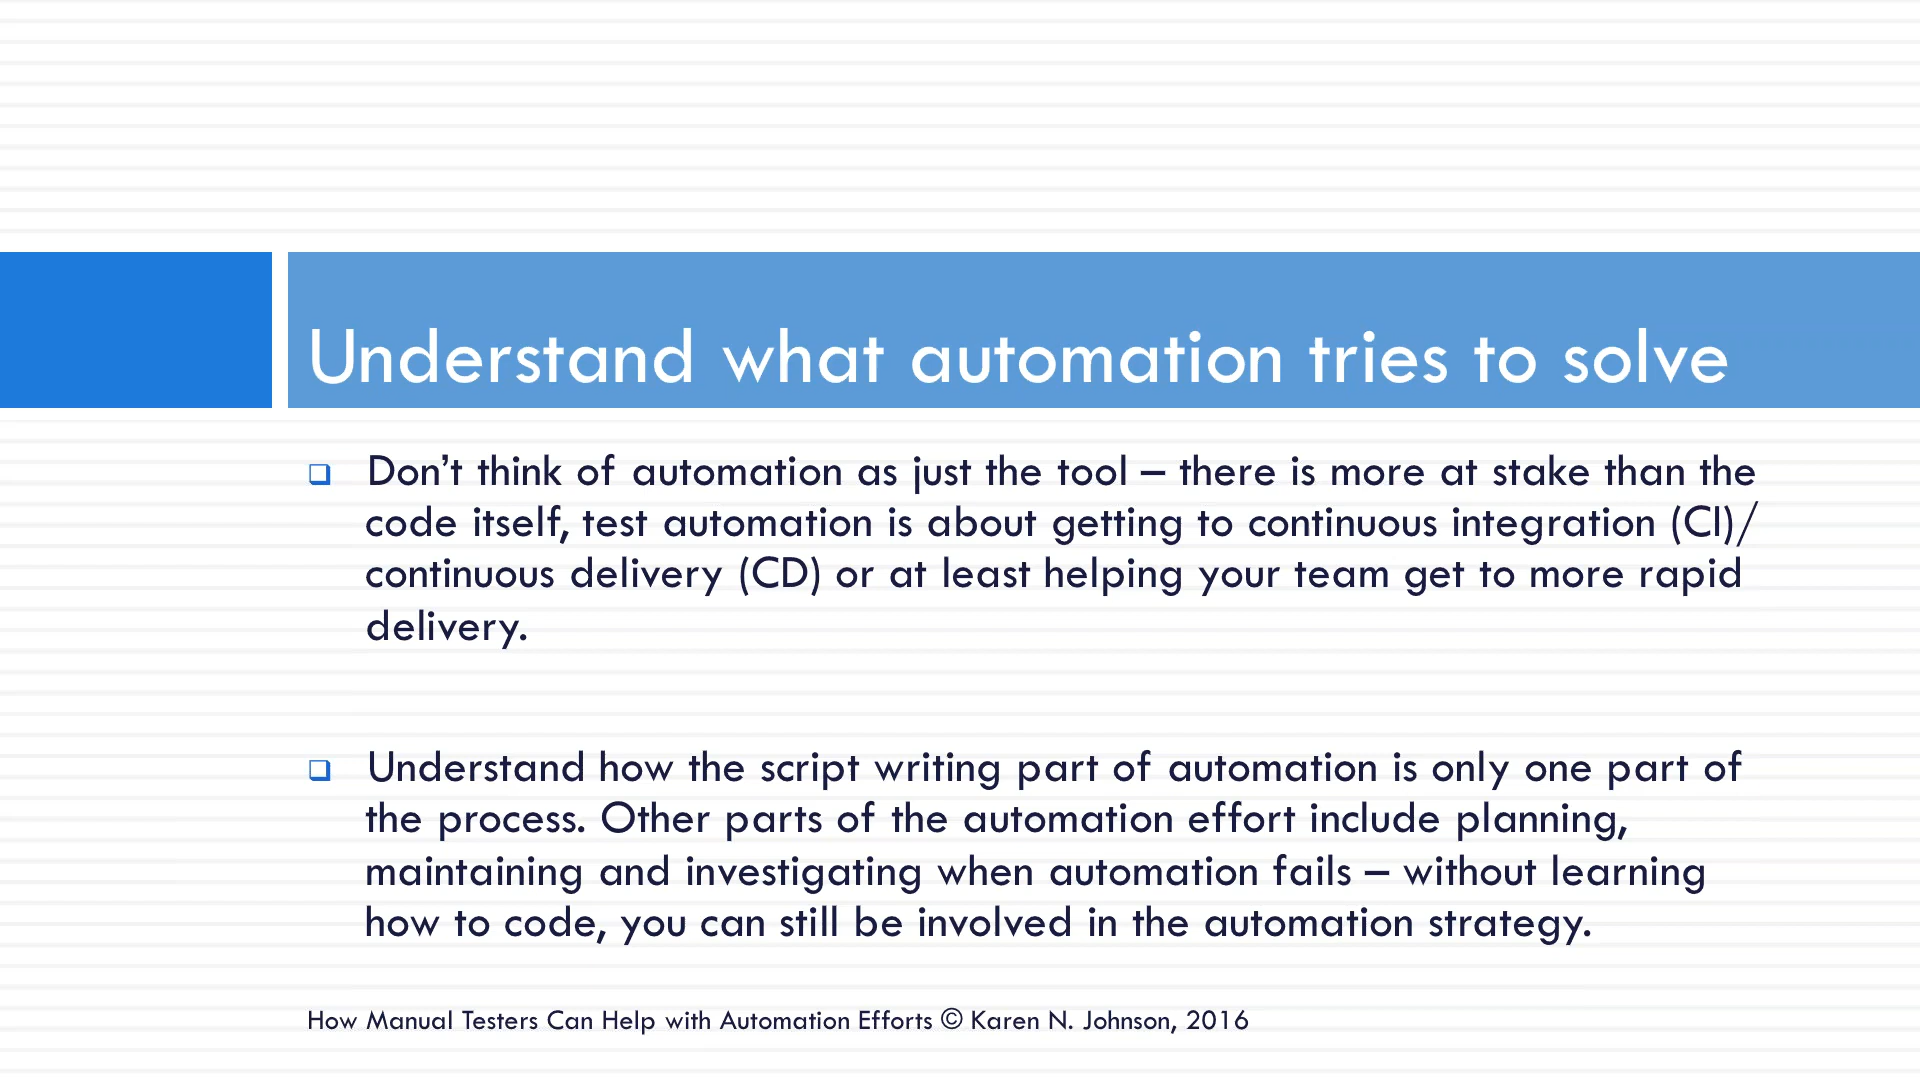 Understand what automation tries to solve
Don’t think of automation as just the tool – there is more at stake than the
code itself, test automation is about getting to continuous integration (CI)/
continuous delivery (CD) or at least helping your team get to more rapid
delivery.
Understand how the script writing part of automation is only one part of
the process. Other parts of the automation effort include planning,
maintaining and investigating when automation fails – without learning
how to code, you can still be involved in the automation strategy.
How Manual Testers Can Help with Automation Efforts © Karen N. Johnson, 2016